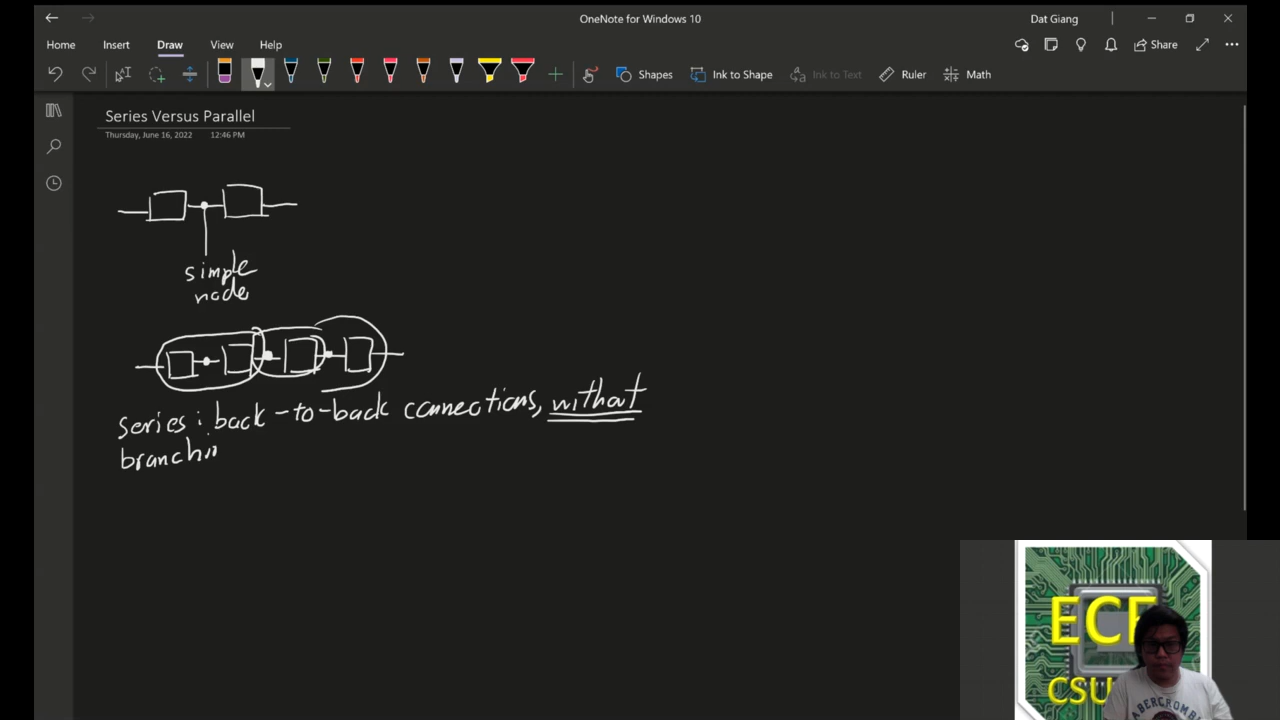 OneNote for Windows 10
Dat Giang
Home Insert Draw View Help
Share
Shapes Ink to Shape Ink to Text Ruler Math
Series Versus Parallel
Thursday, June 16, 2022 12:46 PM
simple
node
series: back-to-back connections, without
branchin
ECE
CSU
ABERCROMB